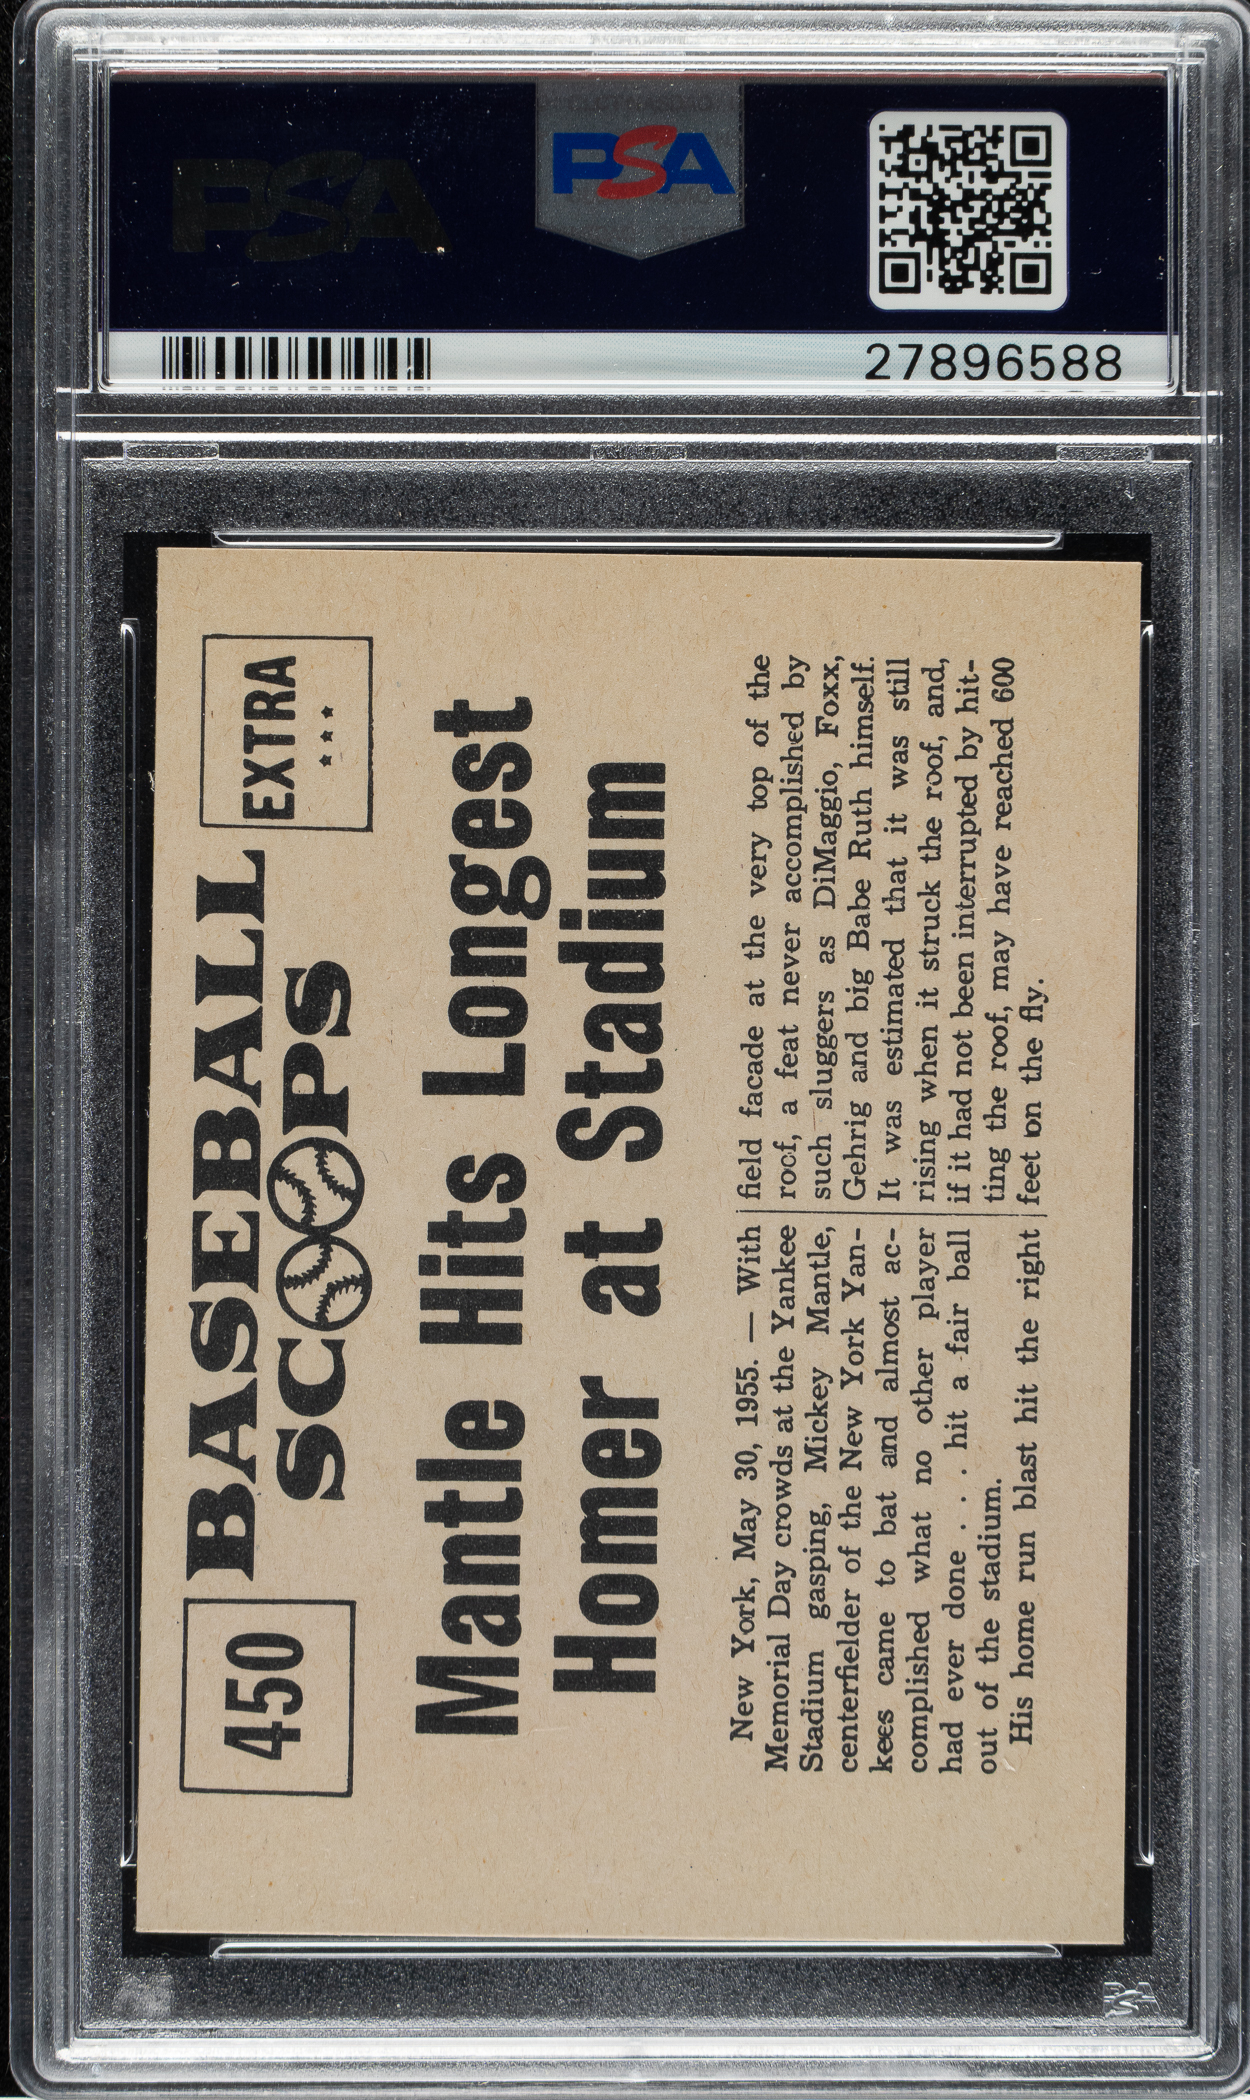 PSA
PSA
27896588
450
BASEBALL
SCOOPS
EXTRA
Mantle Hits Longest
Homer at Stadium
New York, May 30, 1955. — With
Memorial Day crowds at the Yankee
Stadium gasping, Mickey Mantle,
centerfielder of the New York Yan-
kees came to bat and almost ac-
complished what no other player
had ever done . . . hit a fair ball
out of the stadium.
His home run blast hit the right
field facade at the very top of the
roof, a feat never accomplished by
such sluggers as DiMaggio, Foxx,
Gehrig and big Babe Ruth himself.
It was estimated that it was still
rising when it struck the roof, and,
if it had not been interrupted by hit-
ting the roof, may have reached 600
feet on the fly.
PSA